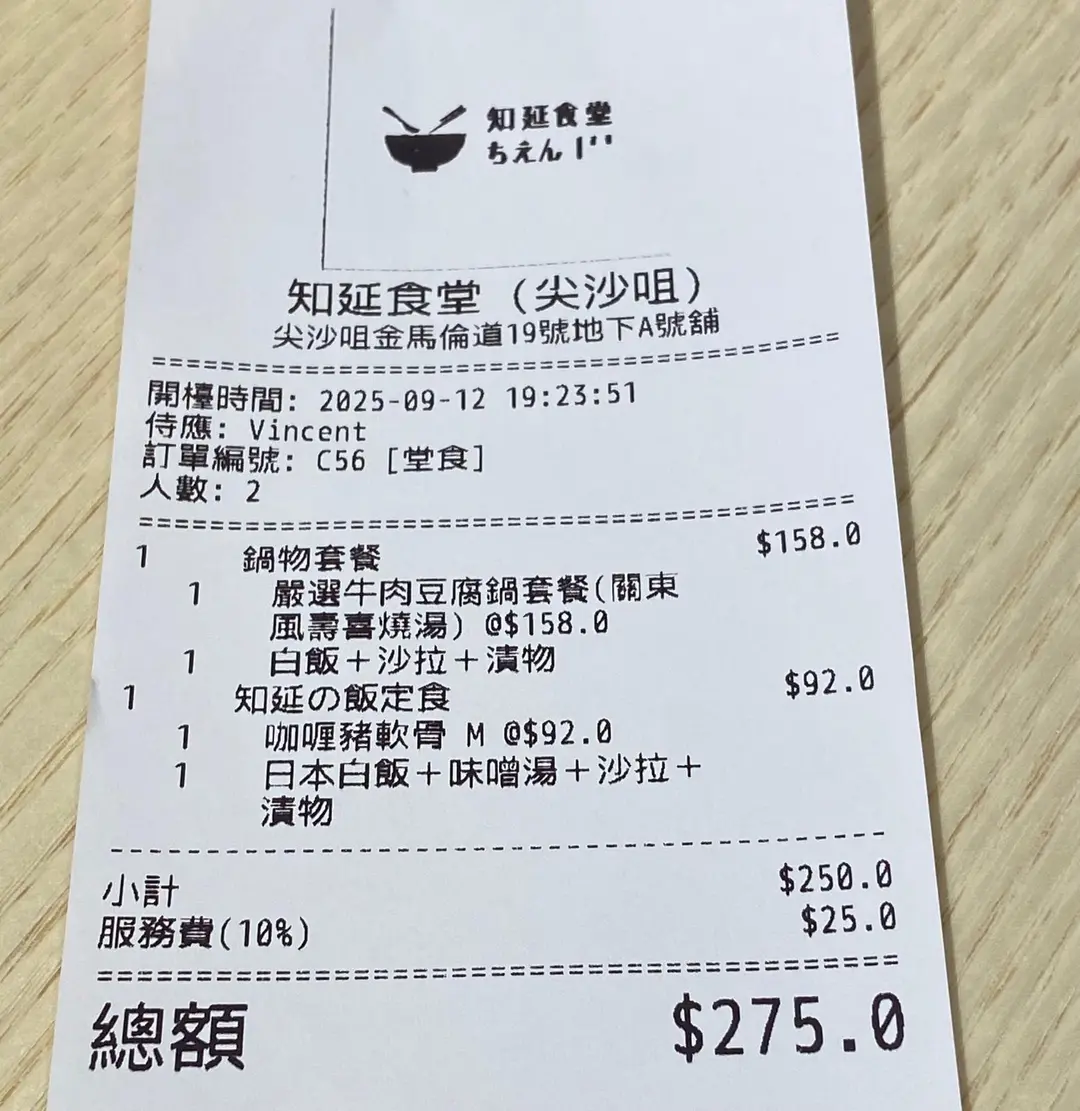 知延食堂
ちえん
知延食堂 (尖沙咀)
尖沙咀金馬倫道19號地下A號舖
開檯時間: 2025-09-12 19:23:51
侍應: Vincent
訂單編號: C56 [堂食]
人數: 2
1 鍋物套餐 $158.0
1 嚴選牛肉豆腐鍋套餐(關東
風壽喜燒湯) @$158.0
1 白飯+沙拉+漬物
1 知延の飯定食 $92.0
1 咖喱豬軟骨 M @$92.0
1 日本白飯+味噌湯+沙拉+
漬物
小計 $250.0
服務費(10%) $25.0
總額 $275.0